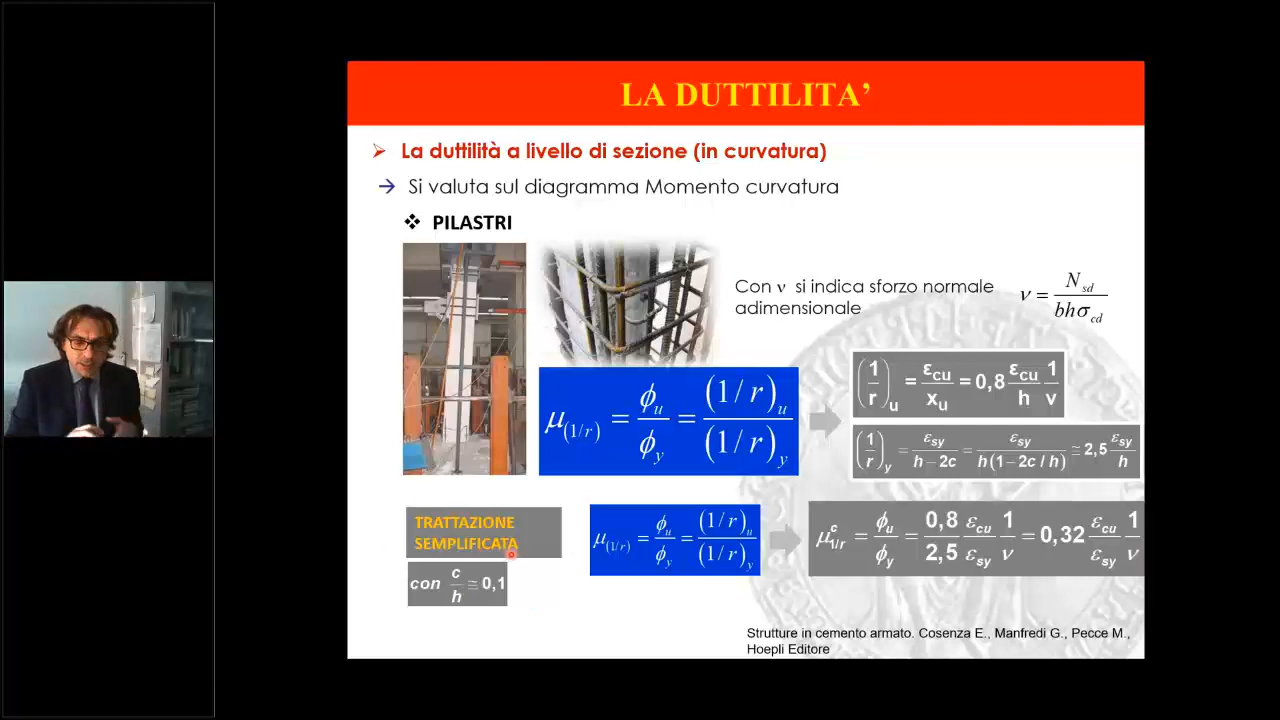 LA DUTTILITA’
La duttilità a livello di sezione (in curvatura)
Si valuta sul diagramma Momento curvatura
PILASTRI
Con ν si indica sforzo normale
adimensionale
ν = N_sd / bhσ_cd
(1/r)_u = ε_cu / x_u = 0,8 ε_cu / h 1 / ν
μ_(1/r) = ϕ_u / ϕ_y = (1/r)_u / (1/r)_y
(1/r)_y = ε_sy / h−2c = ε_sy / h(1−2c/h) ≅ 2,5 ε_sy / h
TRATTAZIONE
SEMPLIFICATA
μ_(1/r) = ϕ_u / ϕ_y = (1/r)_u / (1/r)_y
μ^c_1/r = ϕ_u / ϕ_y = 0,8 / 2,5 ε_cu / ε_sy 1 / ν = 0,32 ε_cu / ε_sy 1 / ν
con c / h ≅ 0,1
Strutture in cemento armato. Cosenza E., Manfredi G., Pecce M.,
Hoepli Editore